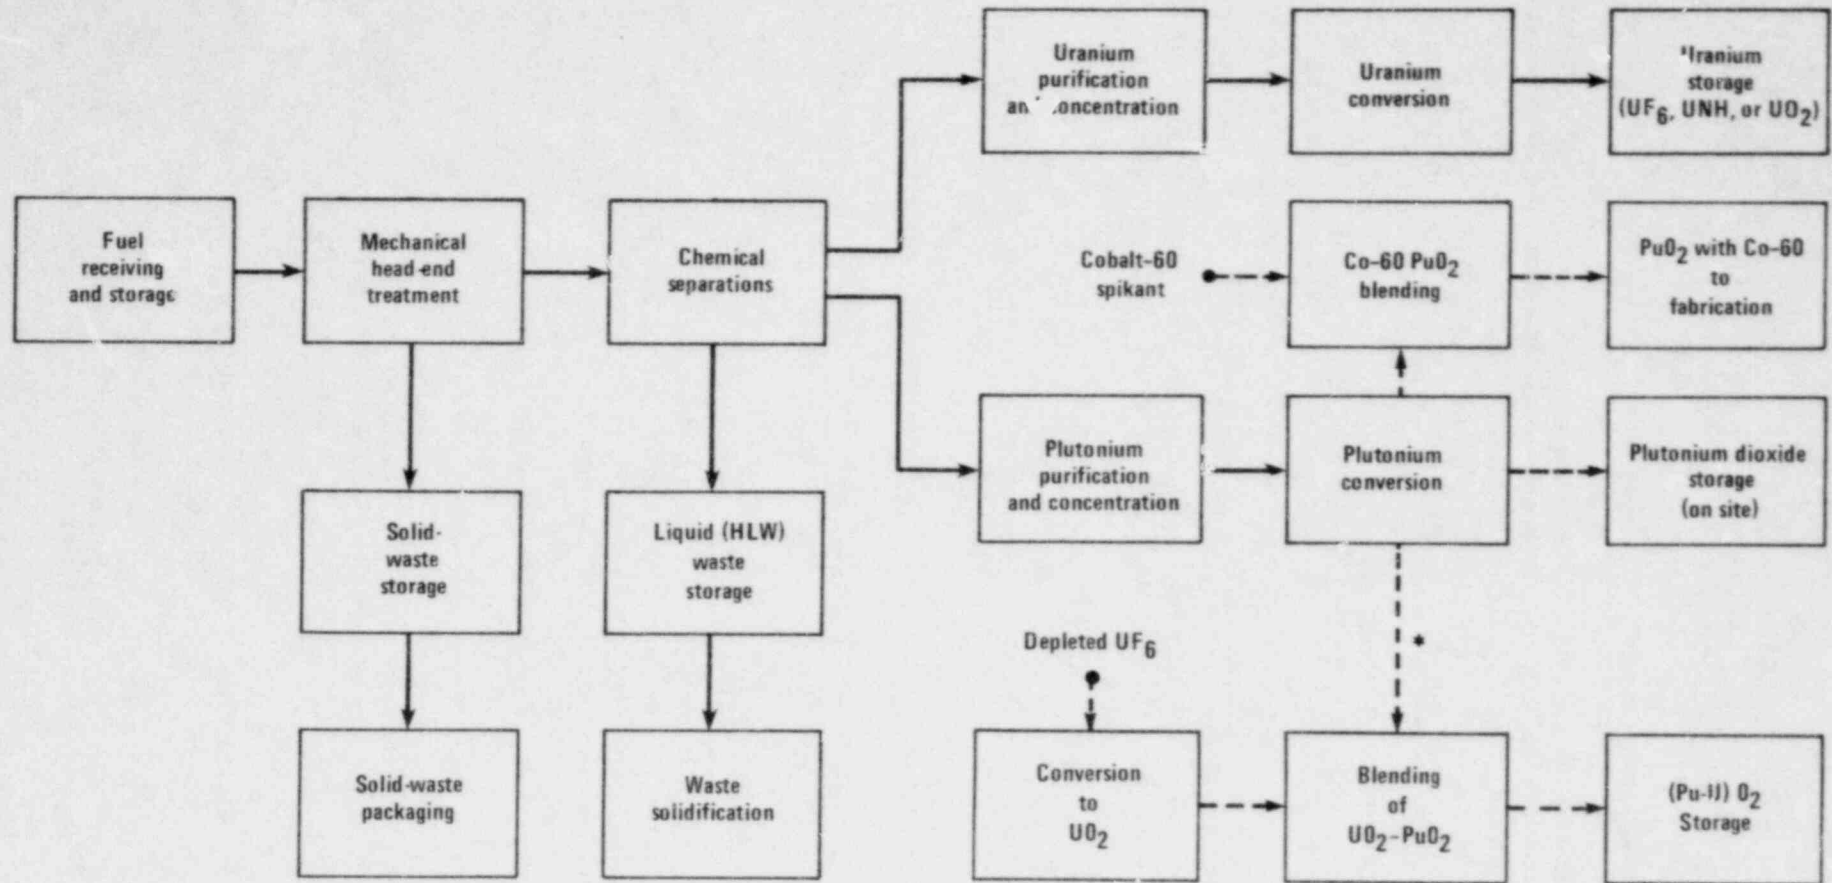 Uranium
purification
and concentration
Uranium
conversion
Uranium
storage
(UF6, UNH, or UO2)
Fuel
receiving
and storage
Mechanical
head-end
treatment
Chemical
separations
Cobalt-60
spikant
Co-60 PuO2
blending
PuO2 with Co-60
to
fabrication
Plutonium
purification
and concentration
Plutonium
conversion
Plutonium dioxide
storage
(on site)
Solid-
waste
storage
Liquid (HLW)
waste
storage
Depleted UF6
*
Solid-waste
packaging
Waste
solidification
Conversion
to
UO2
Blending
of
UO2-PuO2
(Pu-U) O2
Storage